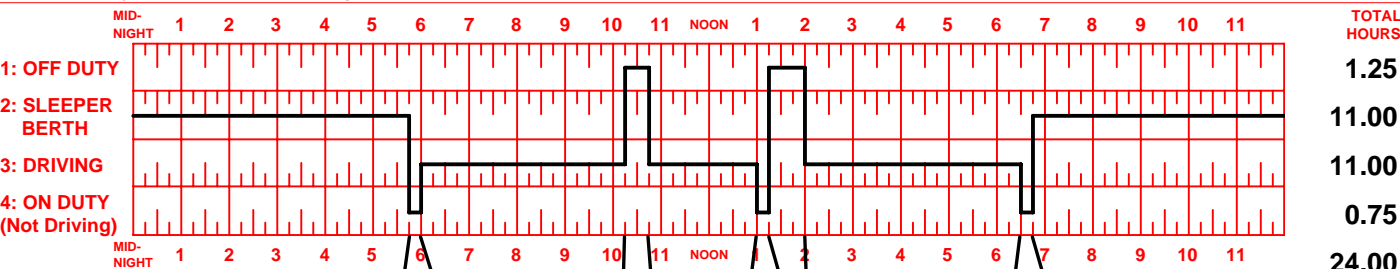 MID-NIGHT 1 2 3 4 5 6 7 8 9 10 11 NOON 1 2 3 4 5 6 7 8 9 10 11 TOTAL HOURS
1: OFF DUTY 1.25
2: SLEEPER BERTH 11.00
3: DRIVING 11.00
4: ON DUTY (Not Driving) 0.75
MID-NIGHT 1 2 3 4 5 6 7 8 9 10 11 NOON 1 2 3 4 5 6 7 8 9 10 11 24.00